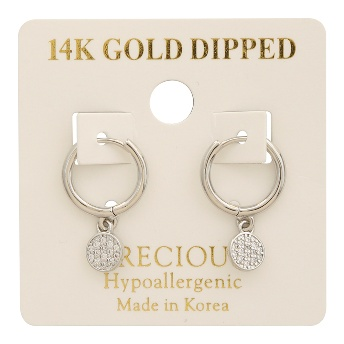 14K GOLD DIPPED
RECIOU
Hypoallergenic
Made in Korea